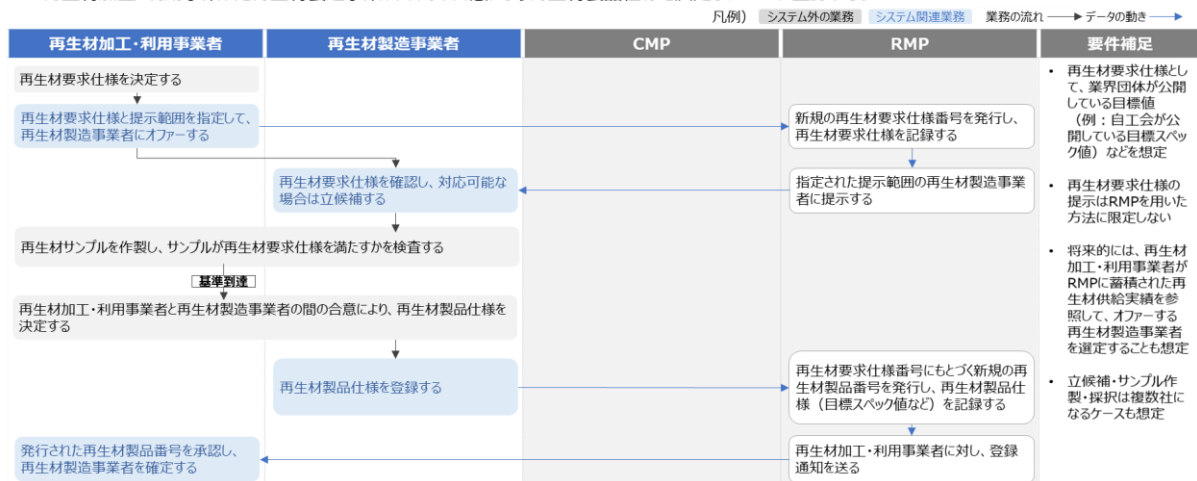 凡例） システム外の業務 システム関連業務 業務の流れ データの動き
再生材加工・利用事業者 再生材製造事業者 CMP RMP 要件補足
再生材要求仕様を決定する
再生材要求仕様と提示範囲を指定して、
再生材製造事業者にオファーする
新規の再生材要求仕様番号を発行し、
再生材要求仕様を記録する
再生材要求仕様を確認し、対応可能な
場合は立候補する
指定された提示範囲の再生材製造事業
者に提示する
再生材サンプルを作製し、サンプルが再生材要求仕様を満たすかを検査する
基準到達
再生材加工・利用事業者と再生材製造事業者の間の合意により、再生材製品仕様を
決定する
再生材製品仕様を登録する
再生材要求仕様番号にもとづく新規の再
生材製品番号を発行し、再生材製品仕
様（目標スペック値など）を記録する
発行された再生材製品番号を承認し、
再生材製造事業者を確定する
再生材加工・利用事業者に対し、登録
通知を送る
• 再生材要求仕様とし
て、業界団体が公開
している目標値
（例：自工会が公
開している目標スペッ
ク値）などを想定
• 再生材要求仕様の
提示はRMPを用いた
方法に限定しない
• 将来的には、再生材
加工・利用事業者が
RMPに蓄積された再
生材供給実績を参
照して、オファーする
再生材製造事業者
を選定することも想定
• 立候補・サンプル作
製・採択は複数社に
なるケースも想定